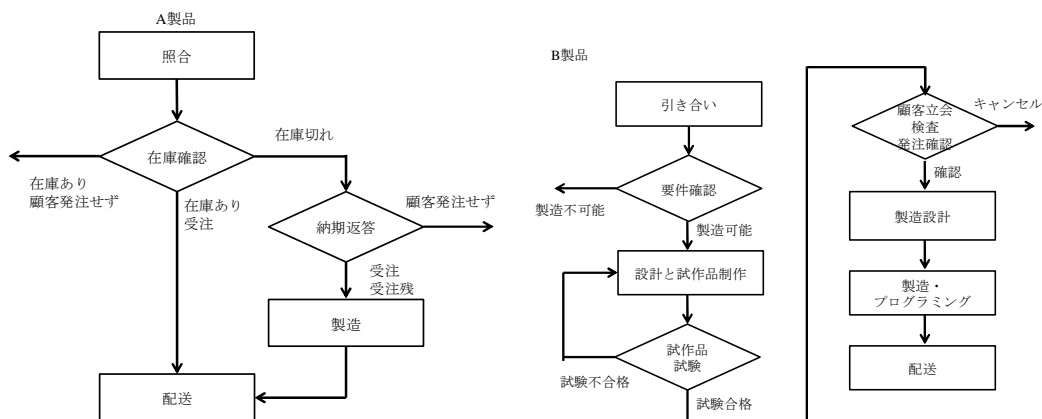 A製品
照合
在庫確認
在庫切れ
在庫あり
顧客発注せず
在庫あり
受注
納期返答
顧客発注せず
受注
受注残
製造
配送
B製品
引き合い
要件確認
製造不可能
製造可能
設計と試作品制作
試作品
試験
試験不合格
試験合格
顧客立会
検査
発注確認
キャンセル
確認
製造設計
製造・
プログラミング
配送